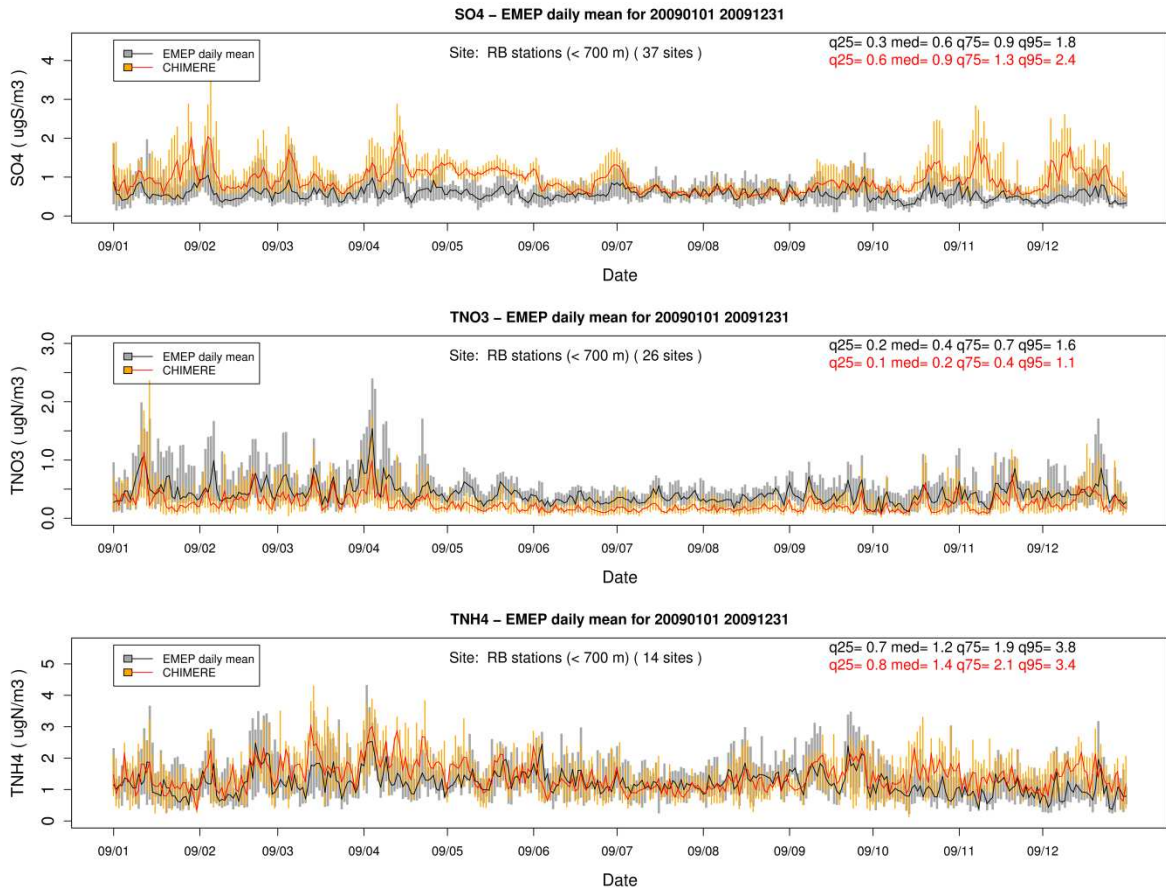 SO4 − EMEP daily mean for 20090101 20091231
EMEP daily mean
CHIMERE
Site: RB stations (< 700 m) ( 37 sites )
q25= 0.3 med= 0.6 q75= 0.9 q95= 1.8
q25= 0.6 med= 0.9 q75= 1.3 q95= 2.4
SO4 ( ugS/m3 )
4
3
2
1
0
09/01 09/02 09/03 09/04 09/05 09/06 09/07 09/08 09/09 09/10 09/11 09/12
Date
TNO3 − EMEP daily mean for 20090101 20091231
EMEP daily mean
CHIMERE
Site: RB stations (< 700 m) ( 26 sites )
q25= 0.2 med= 0.4 q75= 0.7 q95= 1.6
q25= 0.1 med= 0.2 q75= 0.4 q95= 1.1
TNO3 ( ugN/m3 )
3.0
2.0
1.0
0.0
09/01 09/02 09/03 09/04 09/05 09/06 09/07 09/08 09/09 09/10 09/11 09/12
Date
TNH4 − EMEP daily mean for 20090101 20091231
EMEP daily mean
CHIMERE
Site: RB stations (< 700 m) ( 14 sites )
q25= 0.7 med= 1.2 q75= 1.9 q95= 3.8
q25= 0.8 med= 1.4 q75= 2.1 q95= 3.4
TNH4 ( ugN/m3 )
5
4
3
2
1
0
09/01 09/02 09/03 09/04 09/05 09/06 09/07 09/08 09/09 09/10 09/11 09/12
Date